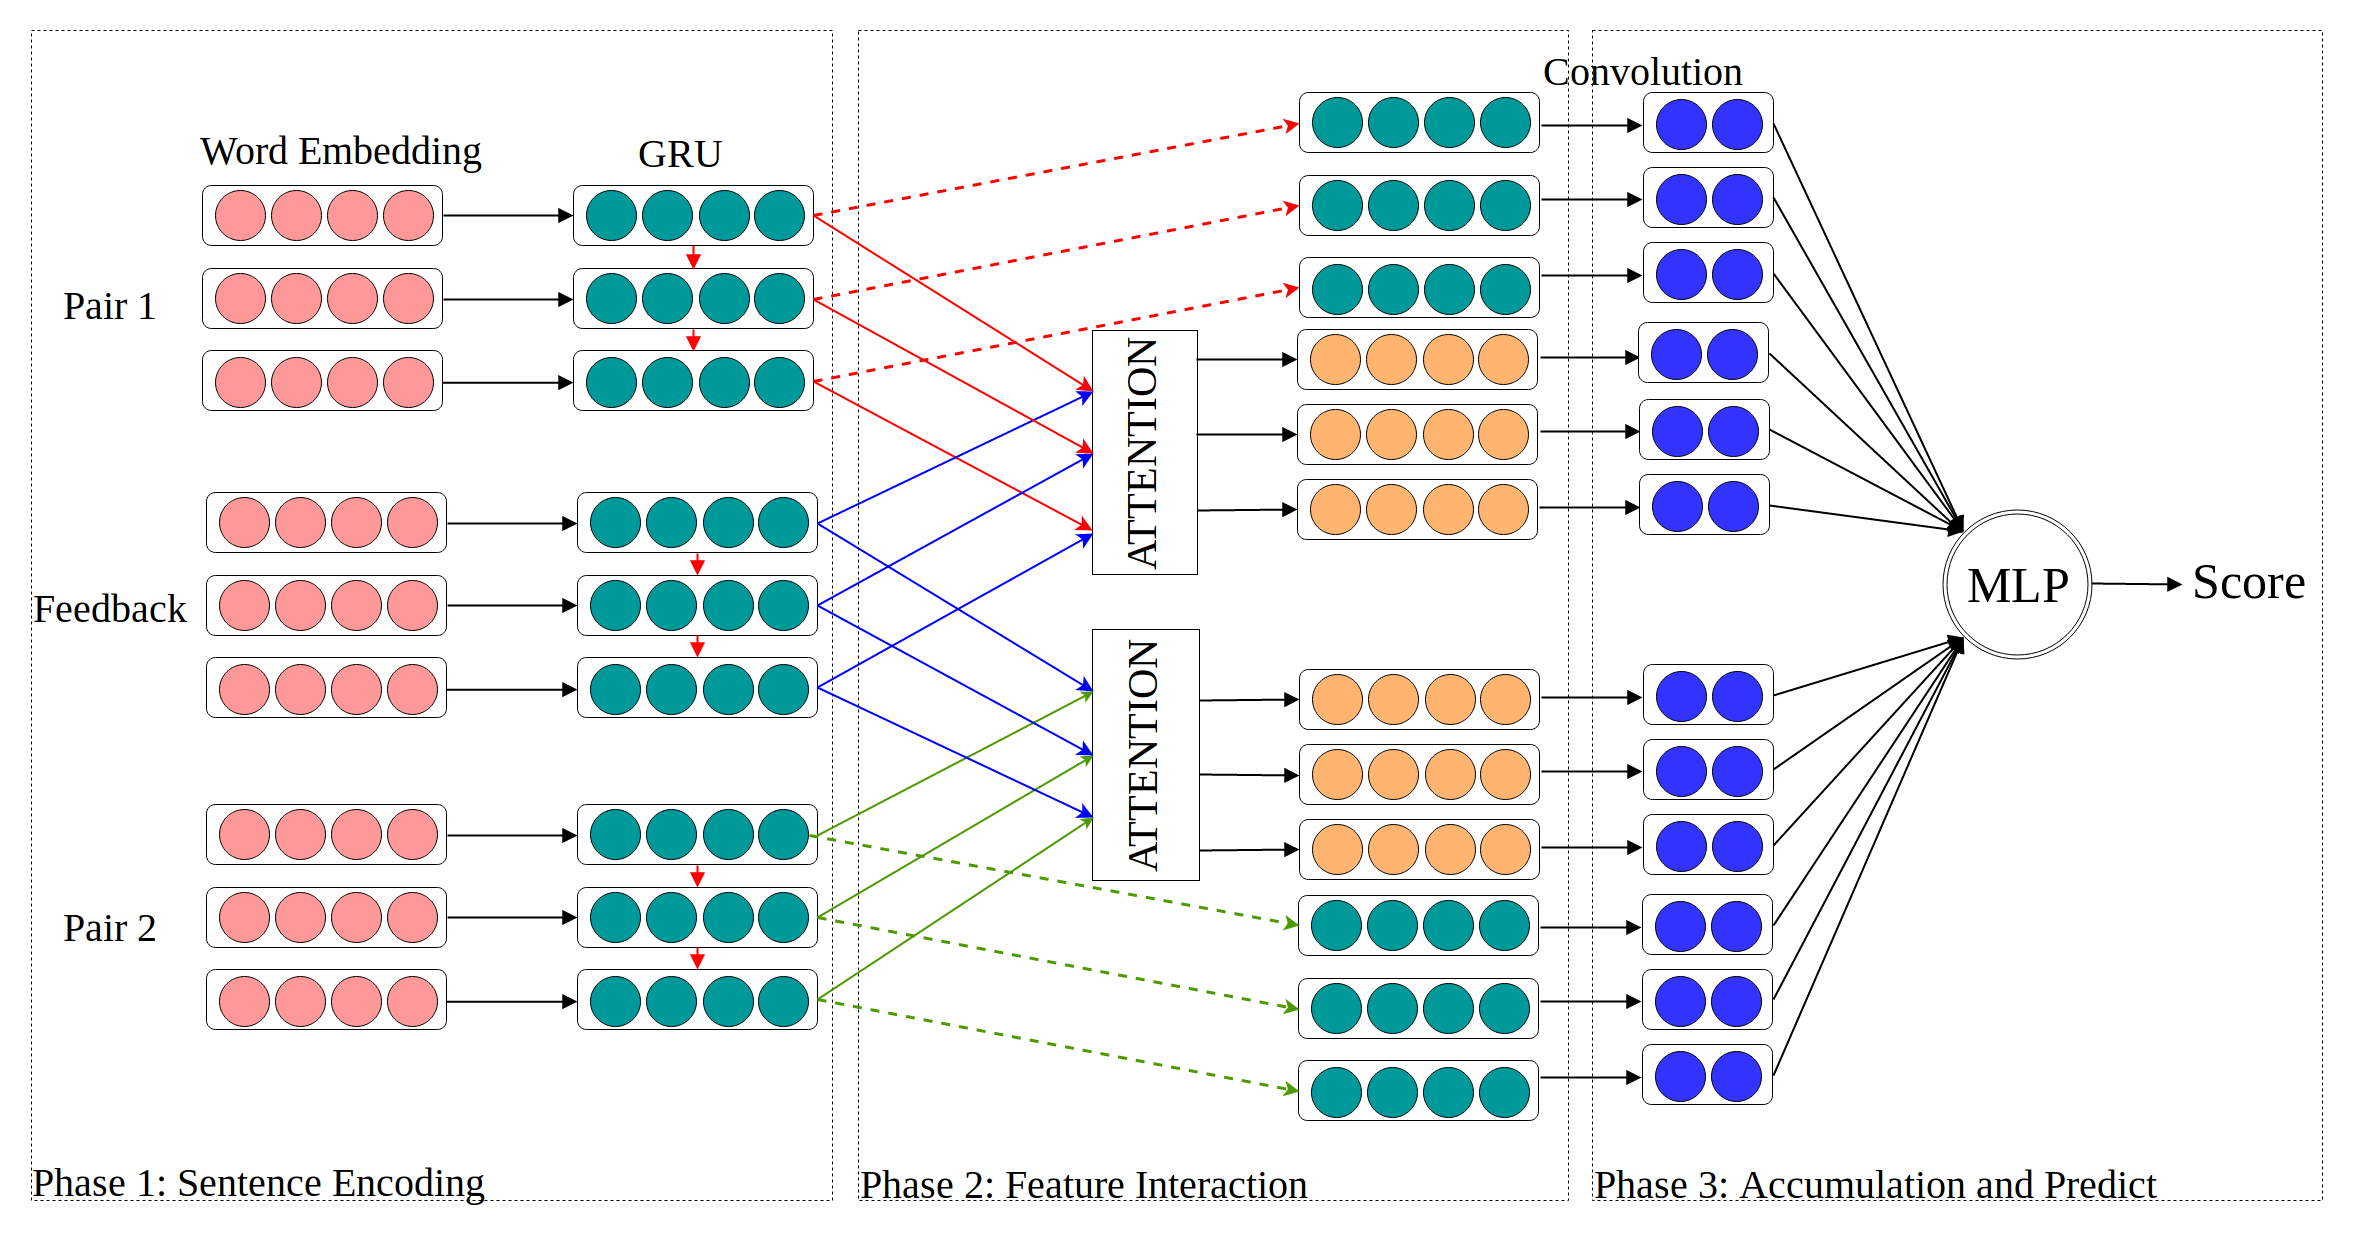 Convolution
Word Embedding
GRU
Pair 1
ATTENTION
Feedback
MLP
Score
ATTENTION
Pair 2
Phase 1: Sentence Encoding
Phase 2: Feature Interaction
Phase 3: Accumulation and Predict